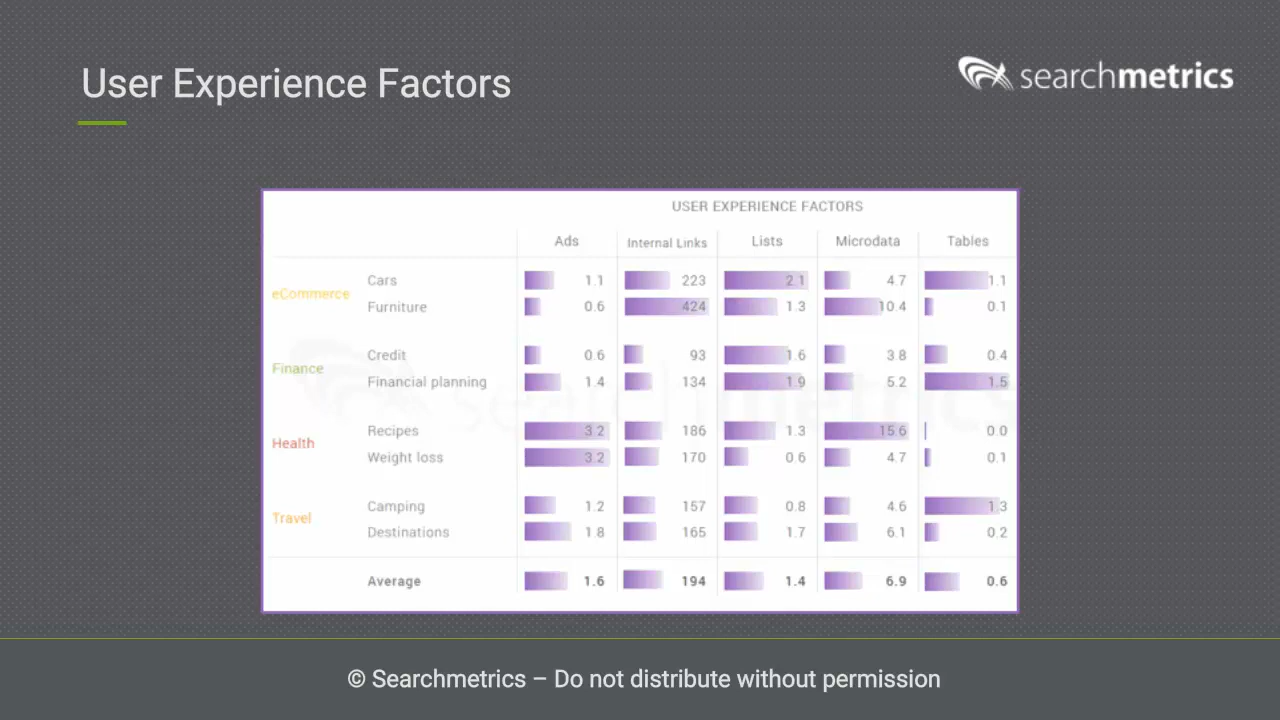 User Experience Factors
searchmetrics
USER EXPERIENCE FACTORS
Ads Internal Links Lists Microdata Tables
eCommerce
Cars 1.1 223 2.1 4.7 1.1
Furniture 0.6 424 1.3 10.4 0.1
Finance
Credit 0.6 93 1.6 3.8 0.4
Financial planning 1.4 134 1.9 5.2 1.5
Health
Recipes 3.2 186 1.3 15.6 0.0
Weight loss 3.2 170 0.6 4.7 0.1
Travel
Camping 1.2 157 0.8 4.6 1.3
Destinations 1.8 165 1.7 6.1 0.2
Average 1.6 194 1.4 6.9 0.6
searchmetrics
© Searchmetrics – Do not distribute without permission